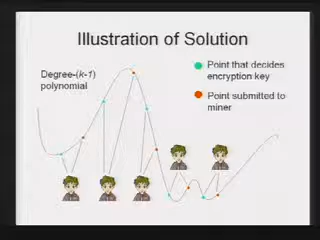 Illustration of Solution
Degree-(k-1)
polynomial
Point that decides
encryption key
Point submitted to
miner